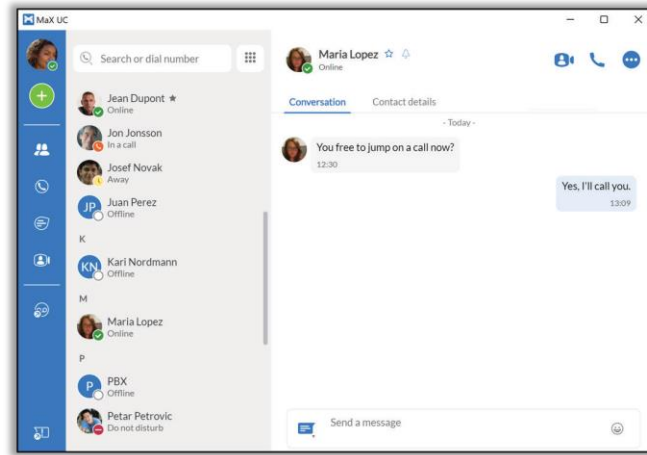 MaX UC
Search or dial number
Jean Dupont ★
Online
Jon Jonsson
In a call
Josef Novak
Away
JP
Juan Perez
Offline
K
KN
Kari Nordmann
Offline
M
Maria Lopez
Online
P
P
PBX
Offline
Petar Petrovic
Do not disturb
Maria Lopez
Online
Conversation Contact details
- Today -
You free to jump on a call now?
12:30
Yes, I'll call you.
13:09
Send a message